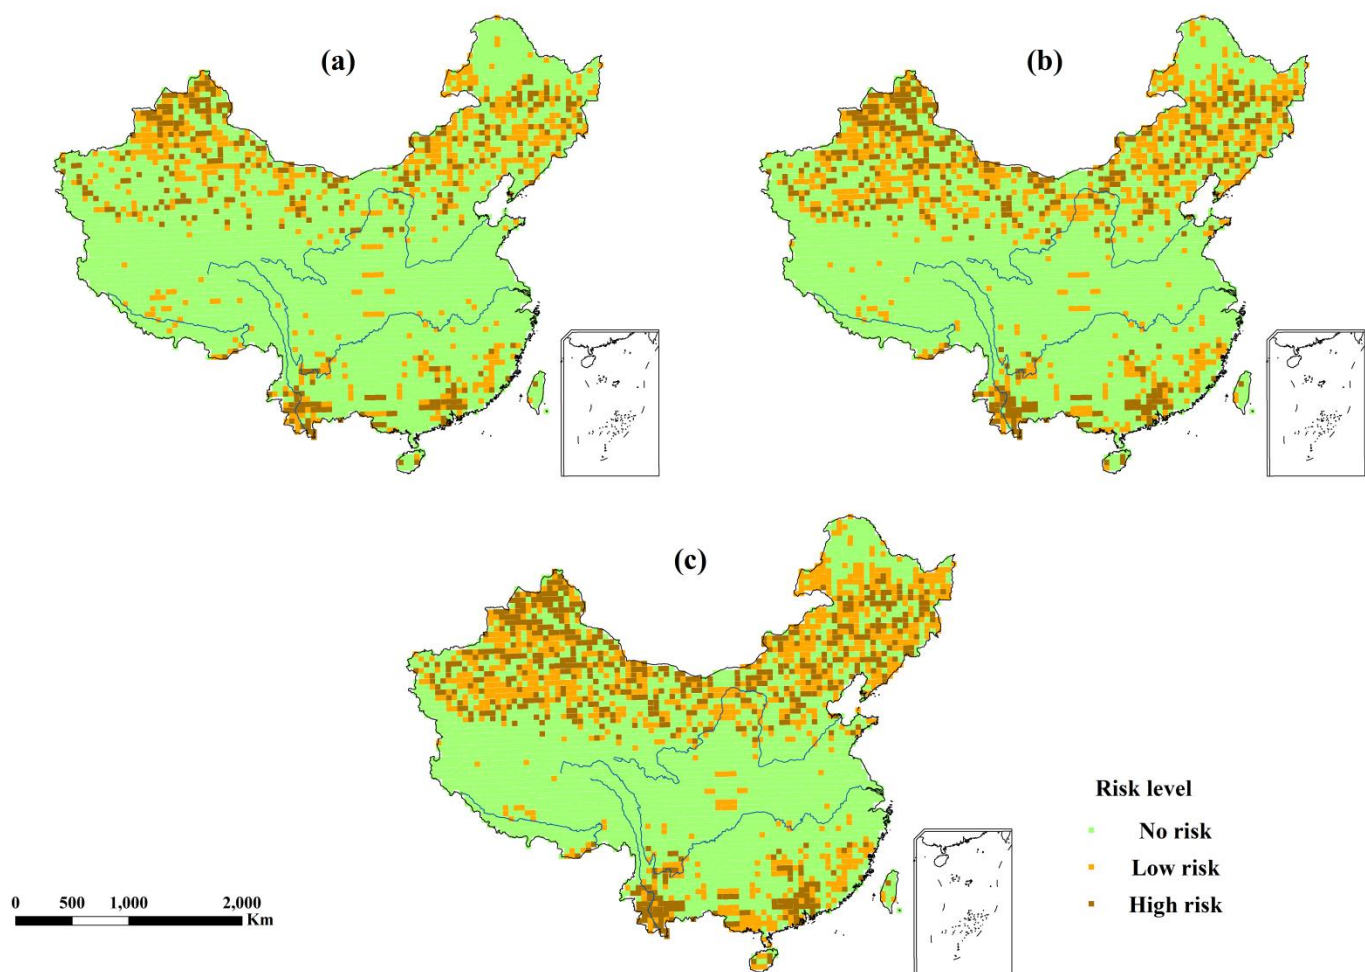 (a)
(b)
(c)
Risk level
No risk
Low risk
High risk
0 500 1,000 2,000
Km